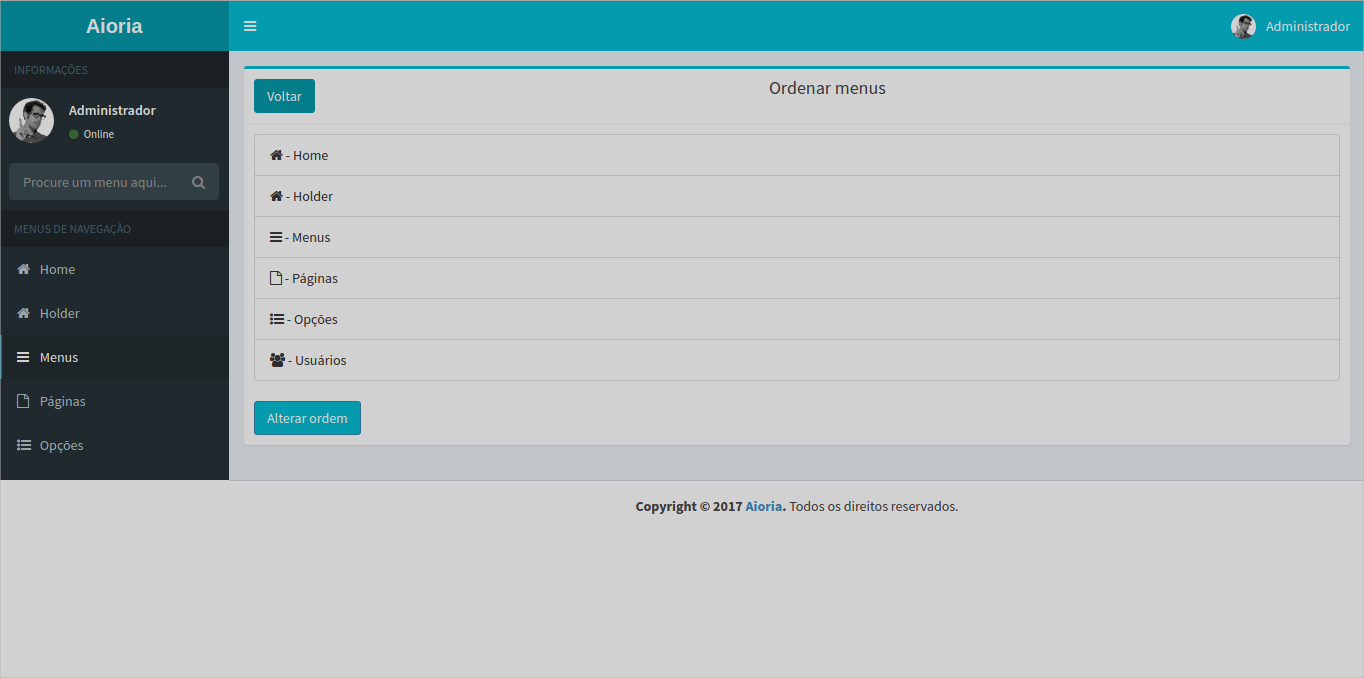 Aioria
Administrador
INFORMAÇÕES
Administrador
Online
Procure um menu aqui...
MENUS DE NAVEGAÇÃO
Home
Holder
Menus
Páginas
Opções
Voltar
Ordenar menus
- Home
- Holder
- Menus
- Páginas
- Opções
- Usuários
Alterar ordem
Copyright © 2017 Aioria. Todos os direitos reservados.